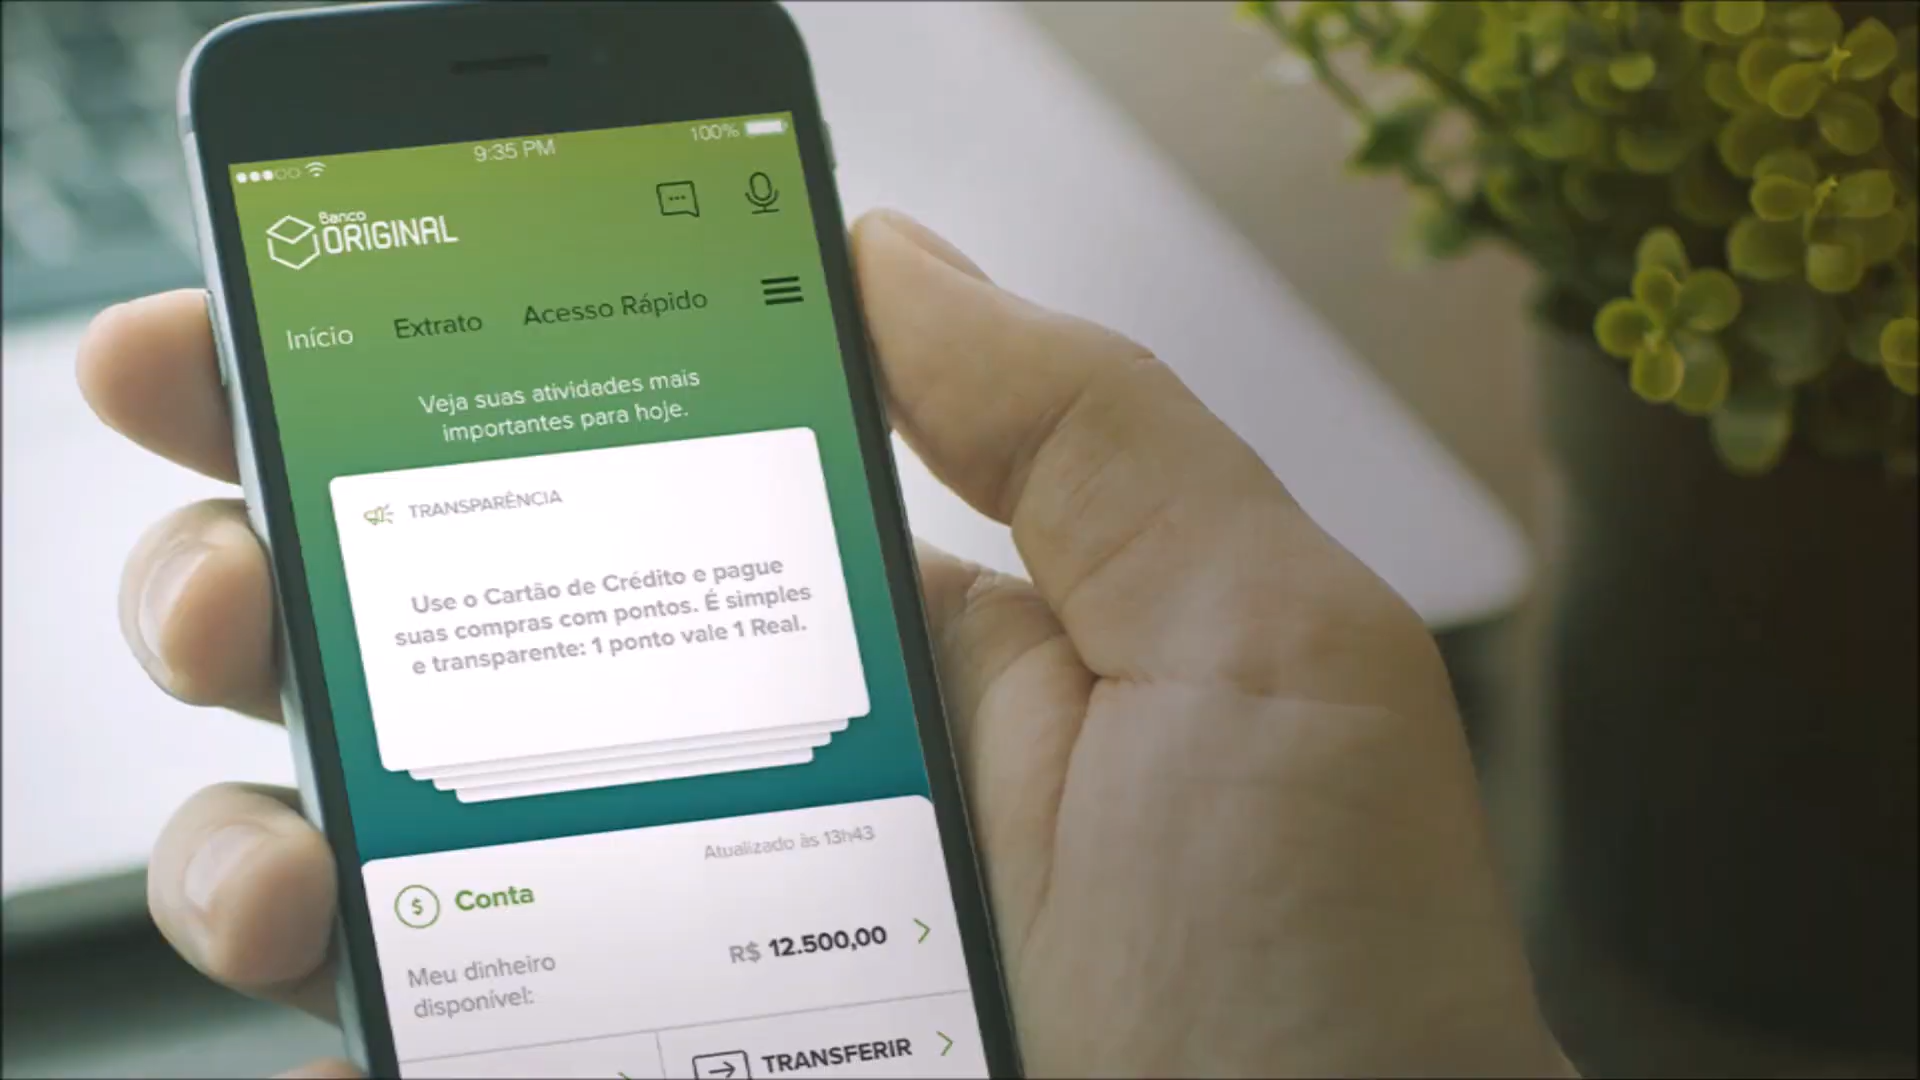 9:35 PM
100%
Banco
ORIGINAL
Início Extrato Acesso Rápido
Veja suas atividades mais
importantes para hoje.
TRANSPARÊNCIA
Use o Cartão de Crédito e pague
suas compras com pontos. É simples
e transparente: 1 ponto vale 1 Real.
Atualizado às 13h43
$ Conta
Meu dinheiro
disponível:
R$ 12.500,00
TRANSFERIR